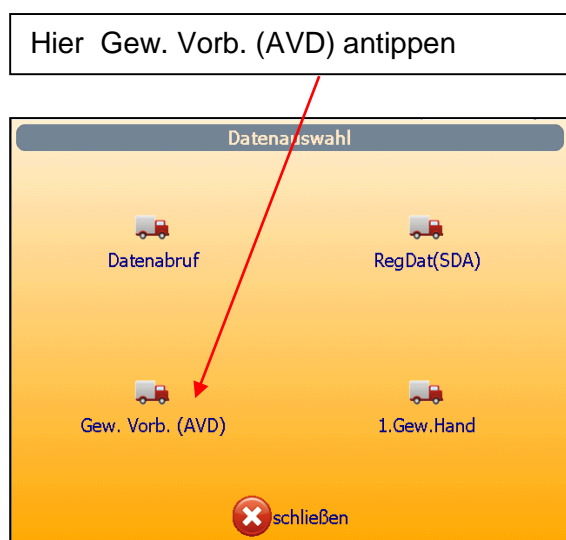 Hier Gew. Vorb. (AVD) antippen
Datenauswahl
Datenabruf
RegDat(SDA)
Gew. Vorb. (AVD)
1.Gew.Hand
schließen